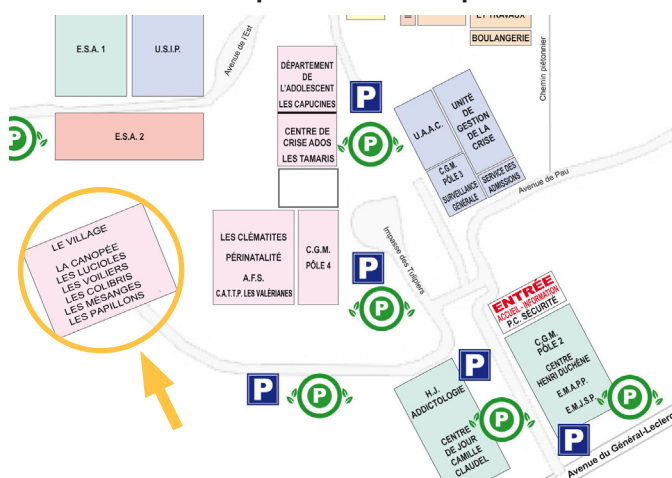 E.S.A. 1
U.S.I.P.
Avenue de l'Est
ET TRAVAUX
BOULANGERIE
Chemin piétonnier
DÉPARTEMENT
DE
L'ADOLESCENT
LES CAPUCINES
P
U.A.A.C.
UNITÉ
DE
GESTION
DE LA
CRISE
P
E.S.A. 2
CENTRE DE
CRISE ADOS
LES TAMARIS
P
C.G.M.
PÔLE 3
SURVEILLANCE
GÉNÉRALE
SERVICE DES
ADMISSIONS
Avenue de Pau
LE VILLAGE
LA CANOPÉE
LES LUCIOLES
LES VOILIERS
LES COLIBRIS
LES MÉSANGES
LES PAPILLONS
LES CLÉMATITES
PÉRINATALITÉ
A.F.S.
C.A.T.T.P. LES VALÉRIANES
C.G.M.
PÔLE 4
Impasse des Tulipiers
P
P
ENTRÉE
ACCUEIL - INFORMATION
P.C. SÉCURITÉ
C.G.M.
PÔLE 2
CENTRE
HENRI DUCHÊNE
E.M.A.P.P.
E.M.J.S.P.
P
P
P
H.J.
ADDICTOLOGIE
CENTRE
DE JOUR
CAMILLE
CLAUDEL
P
P
P
Avenue du Général-Leclerc